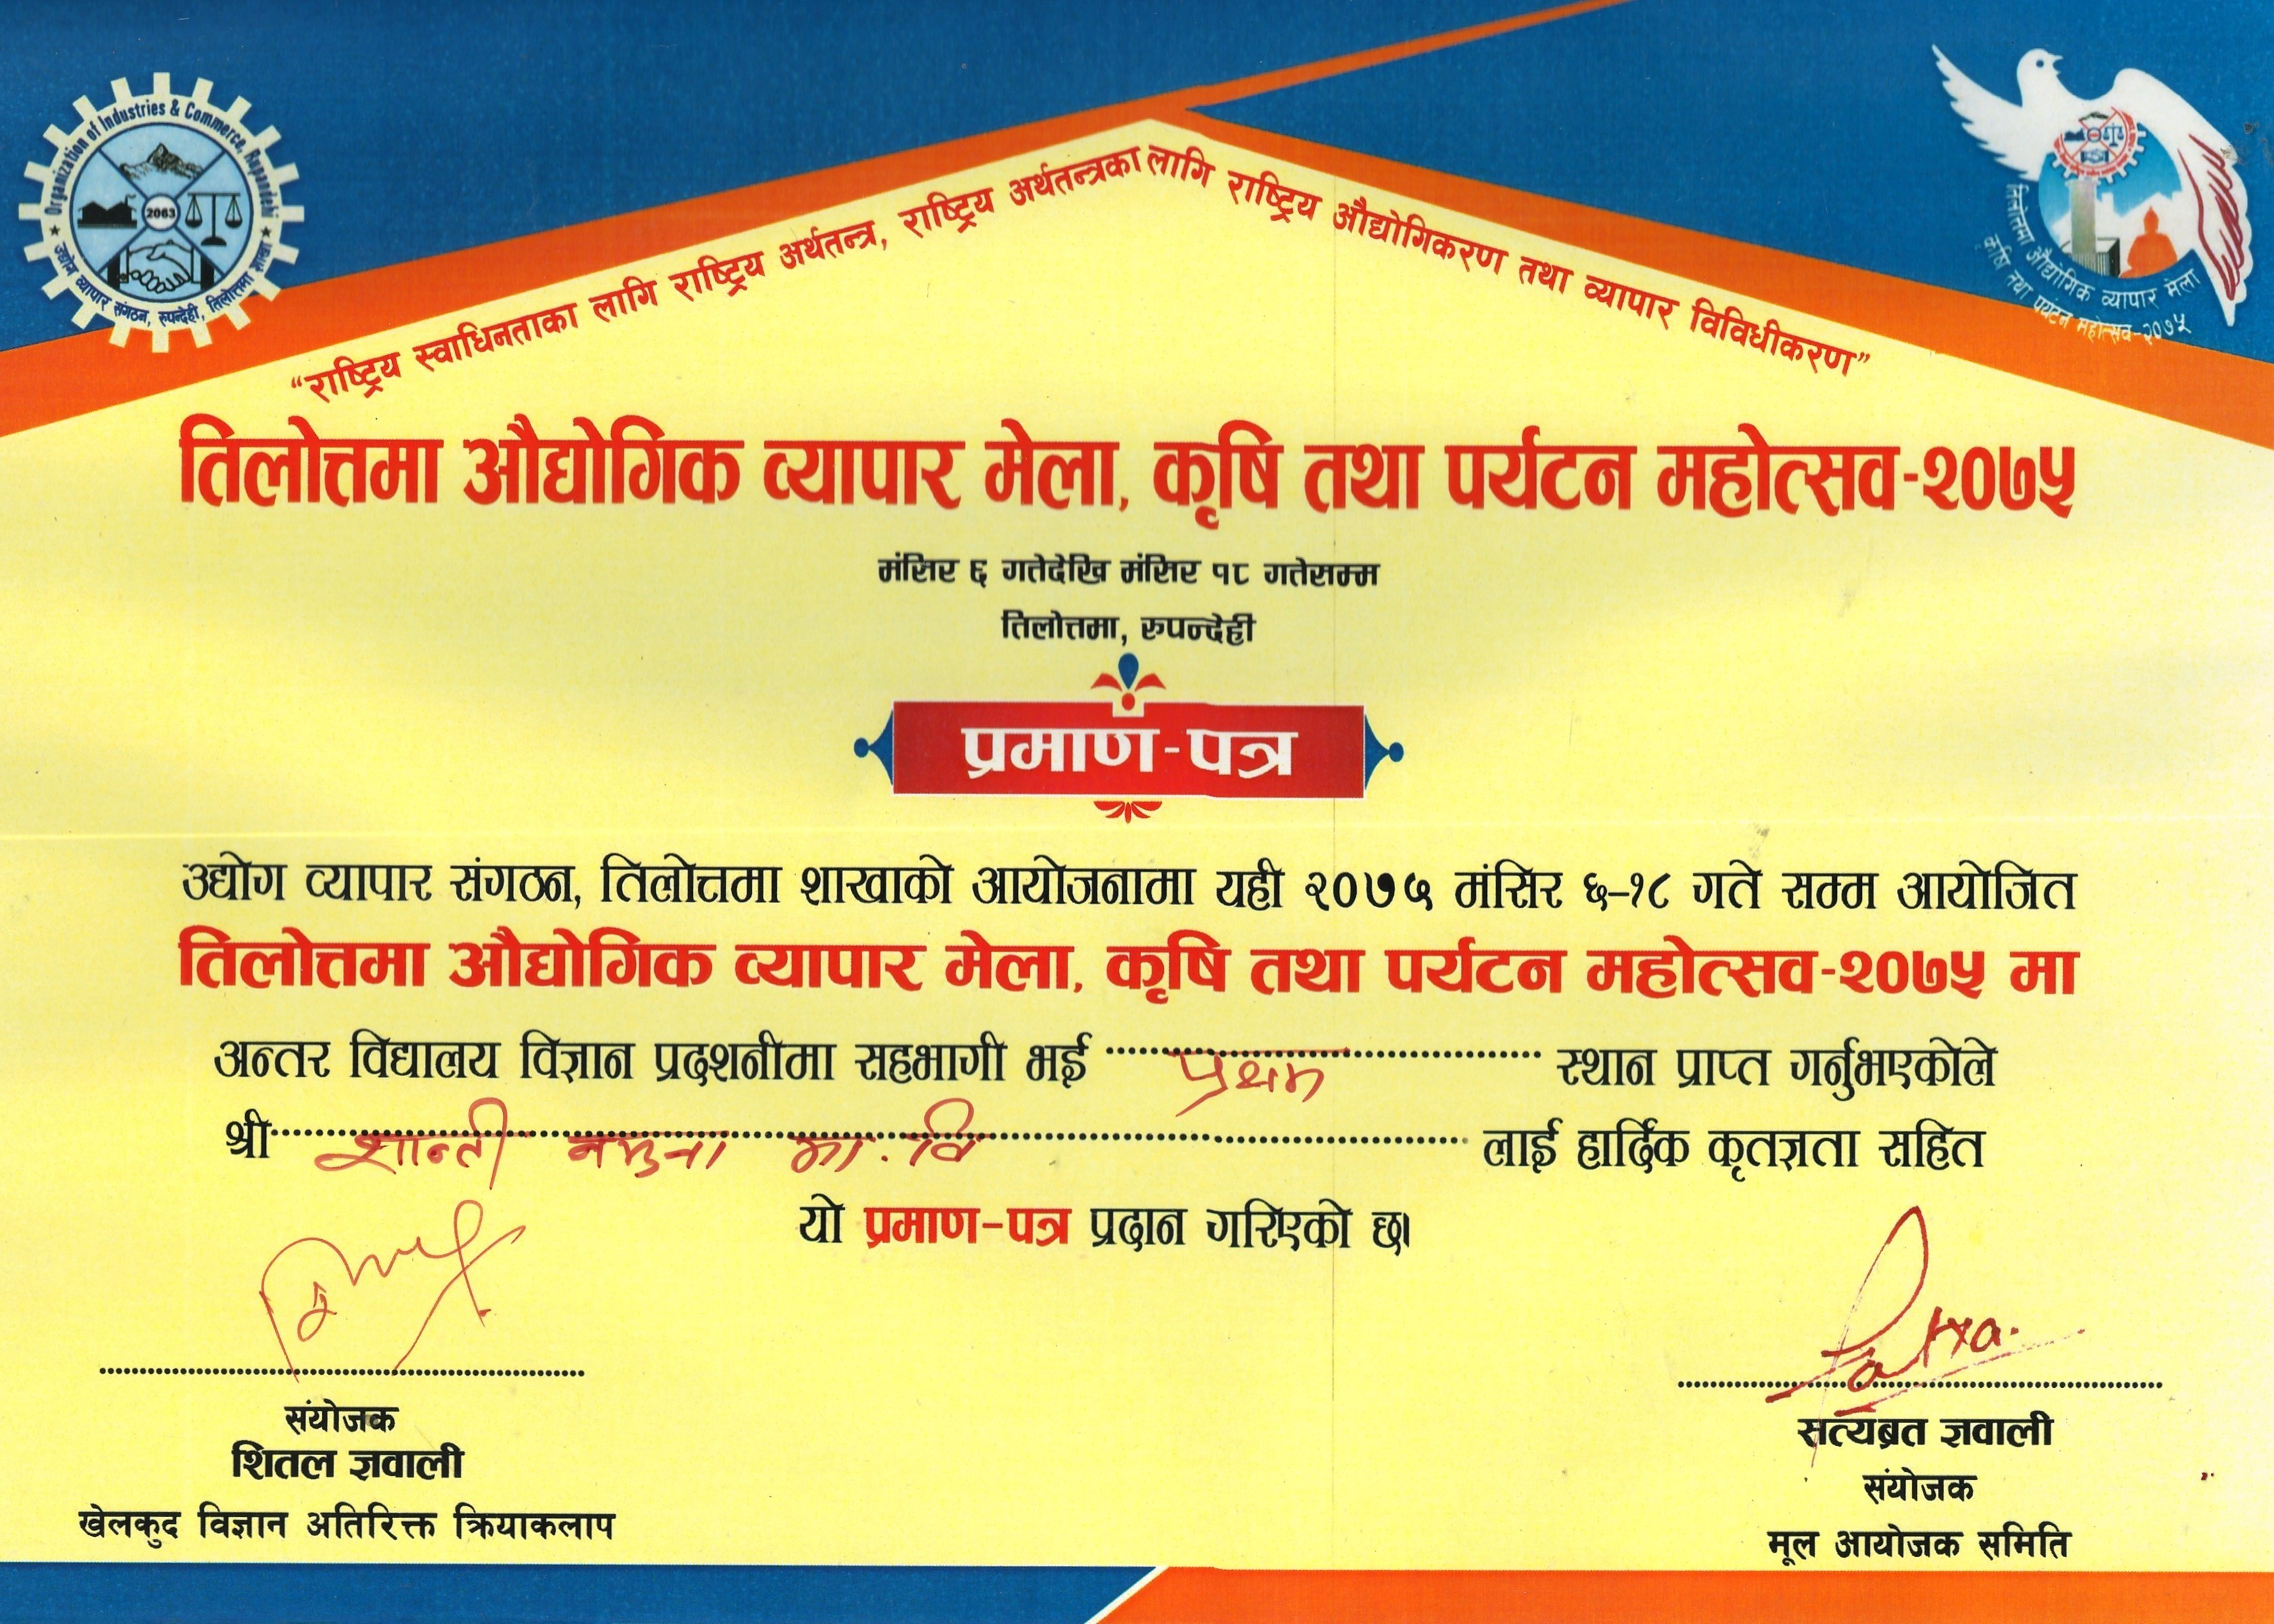 Organization of Industries & Commerce, Rupandehi
2063
उद्योग व्यापार संगठन, रुपन्देही, तिलोत्तमा शाखा
तिलोत्तमा औद्योगिक व्यापार मेला
कृषि तथा पर्यटन महोत्सव-२०७५
“राष्ट्रिय स्वाधिनताका लागि राष्ट्रिय अर्थतन्त्र, राष्ट्रिय अर्थतन्त्रका लागि राष्ट्रिय औद्योगिकरण तथा व्यापार विविधीकरण”
तिलोत्तमा औद्योगिक व्यापार मेला, कृषि तथा पर्यटन महोत्सव-२०७५
मंसिर ६ गतेदेखि मंसिर १८ गतेसम्म
तिलोत्तमा, रुपन्देही
प्रमाण-पत्र
उद्योग व्यापार संगठन, तिलोत्तमा शाखाको आयोजनामा यही २०७५ मंसिर ६–१८ गते सम्म आयोजित
तिलोत्तमा औद्योगिक व्यापार मेला, कृषि तथा पर्यटन महोत्सव-२०७५ मा
अन्तर विद्यालय विज्ञान प्रदशनीमा सहभागी भई प्रथम स्थान प्राप्त गर्नुभएकोले
श्री शान्ती नमुना मा.वि लाई हार्दिक कृतज्ञता सहित
यो प्रमाण-पत्र प्रदान गरिएको छ।
संयोजक
शितल ज्ञवाली
खेलकुद विज्ञान अतिरिक्त क्रियाकलाप
सत्यब्रत ज्ञवाली
संयोजक
मूल आयोजक समिति